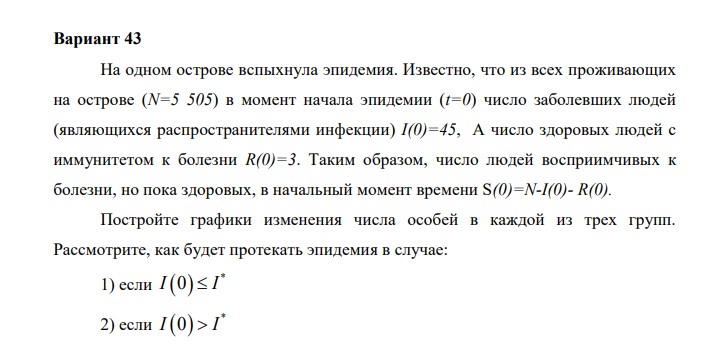 Вариант 43
На одном острове вспыхнула эпидемия. Известно, что из всех проживающих
на острове (N=5 505) в момент начала эпидемии (t=0) число заболевших людей
(являющихся распространителями инфекции) I(0)=45, А число здоровых людей с
иммунитетом к болезни R(0)=3. Таким образом, число людей восприимчивых к
болезни, но пока здоровых, в начальный момент времени S(0)=N-I(0)- R(0).
Постройте графики изменения числа особей в каждой из трех групп.
Рассмотрите, как будет протекать эпидемия в случае:
1) если I(0) ≤ I*
2) если I(0) > I*